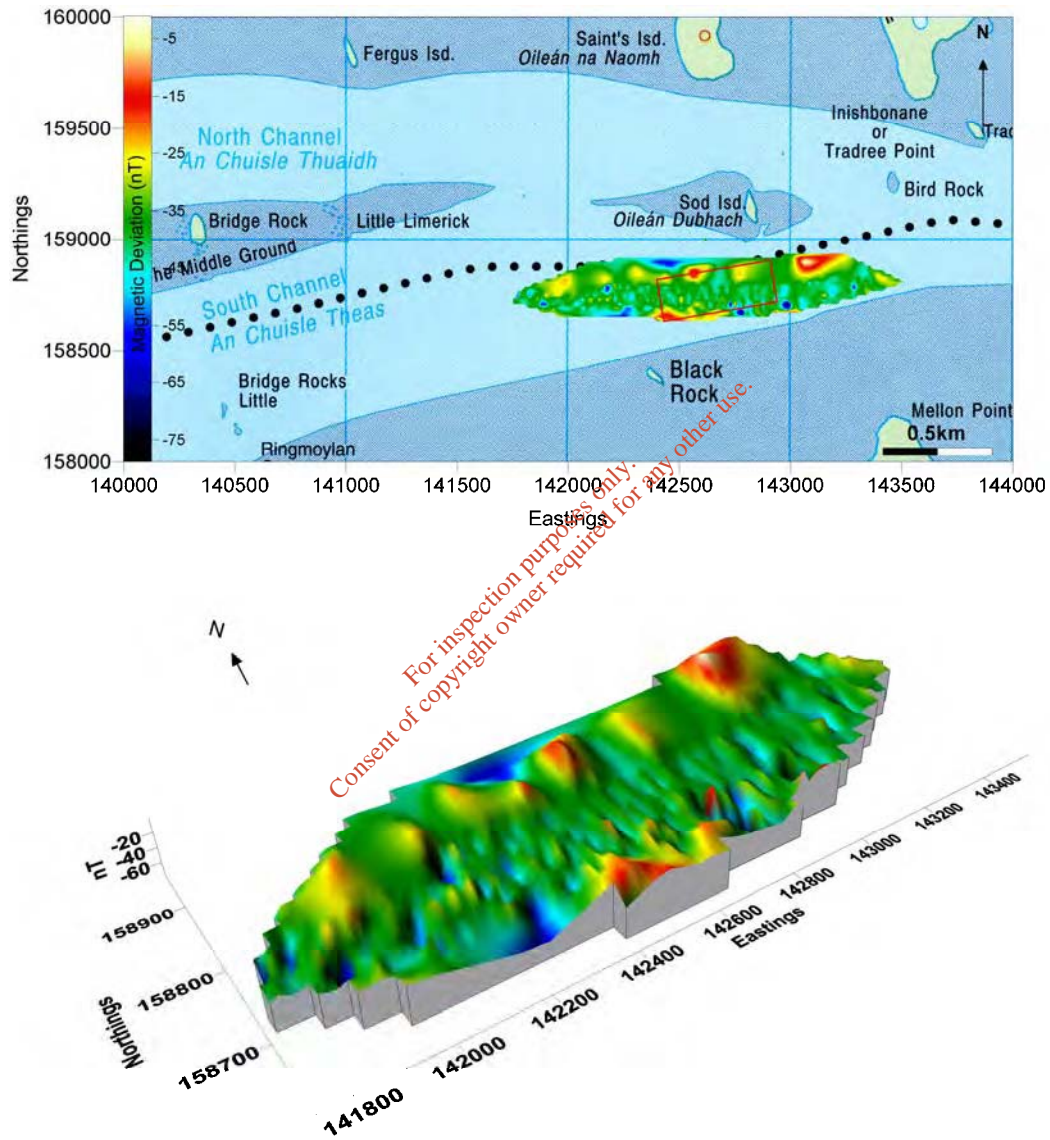 160000
159500
159000
158500
158000
Northings
-5
-15
-25
-35
-45
-55
-65
-75
Magnetic Deviation (nT)
Fergus Isd.
Saint's Isd.
Oileán na Naomh
N
Inishbonane
or
Tradree Point
Trad
North Channel
An Chuisle Thuaidh
Bird Rock
Bridge Rock
Little Limerick
Sod Isd.
Oileán Dubhach
he Middle Ground
South Channel
An Chuisle Theas
Bridge Rocks
Little
Black
Rock
Mellon Point
0.5km
Ringmoylan
140000
140500
141000
141500
142000
142500
143000
143500
144000
Eastings
For inspection purposes only.
Consent of copyright owner required for any other use.
N
nT
-20
-40
-60
158900
158800
158700
Northings
141800
142000
142200
142400
142600
142800
143000
143200
143400
Eastings